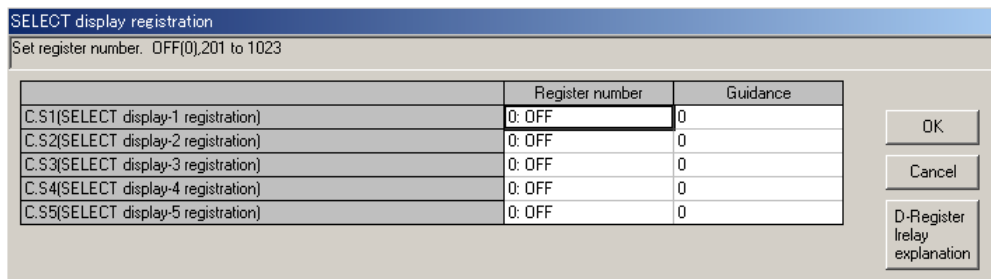 SELECT display registration
Set register number. OFF(0),201 to 1023
Register number Guidance
C.S1(SELECT display-1 registration) 0: OFF 0
C.S2(SELECT display-2 registration) 0: OFF 0
C.S3(SELECT display-3 registration) 0: OFF 0
C.S4(SELECT display-4 registration) 0: OFF 0
C.S5(SELECT display-5 registration) 0: OFF 0
OK
Cancel
D-Register
Irelay
explanation